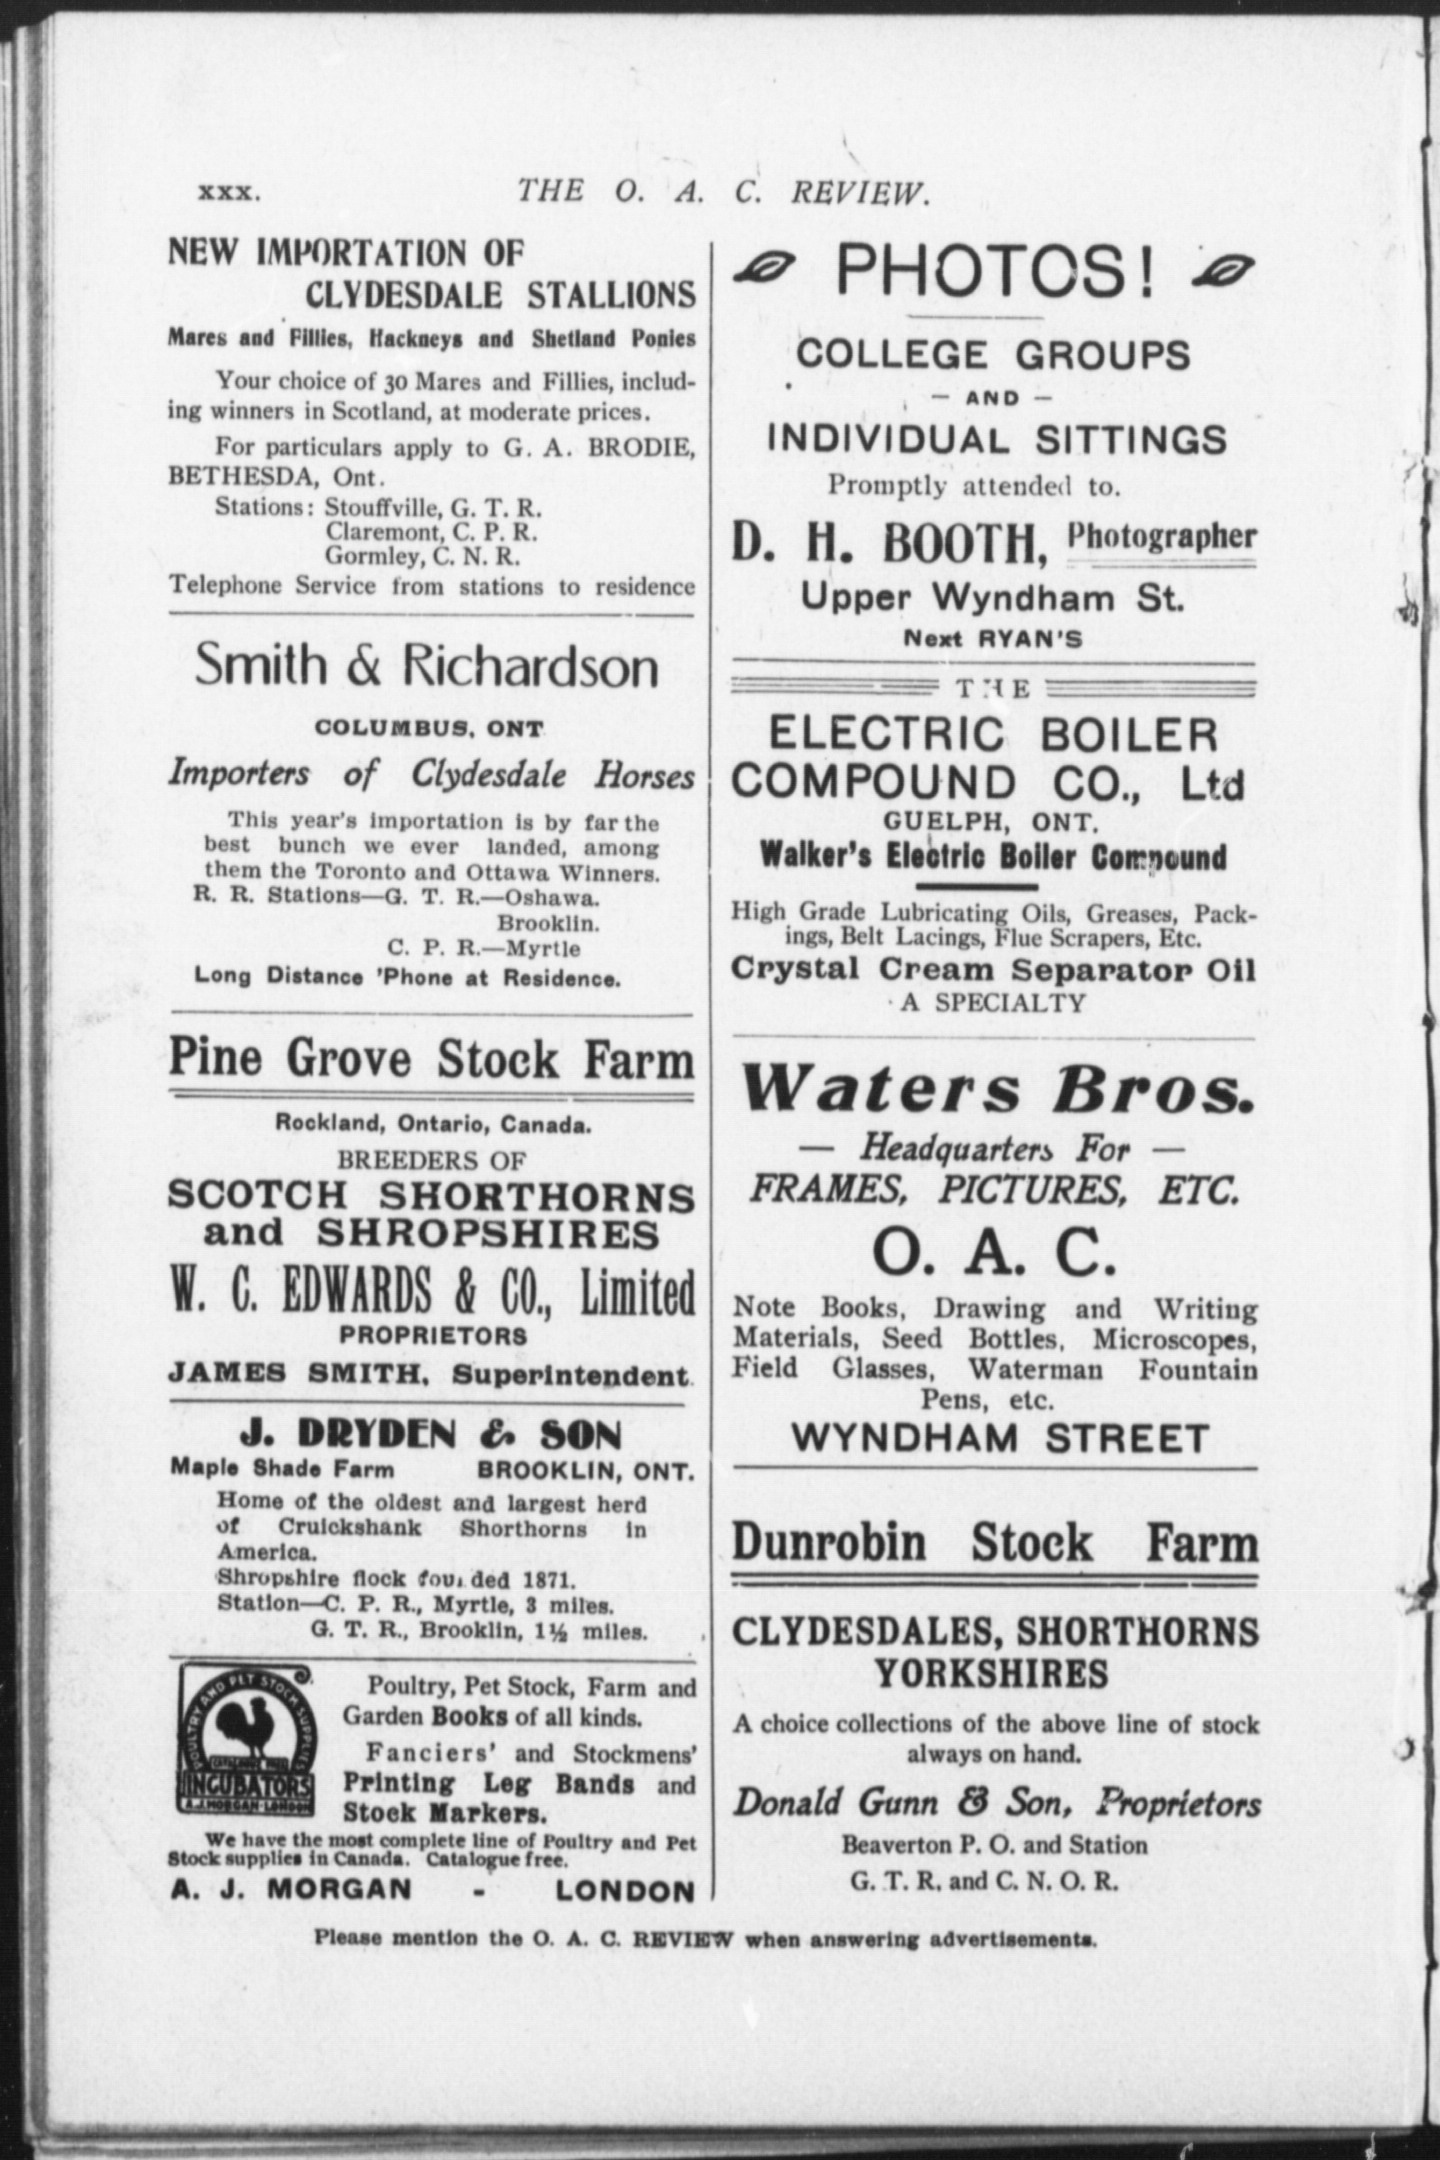 xxx.
THE O. A. C. REVIEW.
NEW IMPORTATION OF
CLYDESDALE STALLIONS
Mares and Fillies, Hackneys and Shetland Ponies
Your choice of 30 Mares and Fillies, includ-
ing winners in Scotland, at moderate prices.
For particulars apply to G. A. BRODIE,
BETHESDA, Ont.
Stations: Stouffville, G. T. R.
Claremont, C. P. R.
Gormley, C. N. R.
Telephone Service from stations to residence
Smith & Richardson
COLUMBUS, ONT
Importers of Clydesdale Horses
This year's importation is by far the
best bunch we ever landed, among
them the Toronto and Ottawa Winners.
R. R. Stations—G. T. R.—Oshawa.
Brooklin.
C. P. R.—Myrtle
Long Distance 'Phone at Residence.
Pine Grove Stock Farm
Rockland, Ontario, Canada.
BREEDERS OF
SCOTCH SHORTHORNS
and SHROPSHIRES
W. C. EDWARDS & CO., Limited
PROPRIETORS
JAMES SMITH, Superintendent.
J. DRYDEN & SON
Maple Shade Farm BROOKLIN, ONT.
Home of the oldest and largest herd
of Cruickshank Shorthorns in
America.
Shropshire flock founded 1871.
Station—C. P. R., Myrtle, 3 miles.
G. T. R., Brooklin, 1½ miles.
POULTRY AND PET STOCK SUPPLIES
CATALOGUE FREE
INCUBATORS
A.J. MORGAN-LONDON
Poultry, Pet Stock, Farm and
Garden Books of all kinds.
Fanciers' and Stockmens'
Printing Leg Bands and
Stock Markers.
We have the most complete line of Poultry and Pet
Stock supplies in Canada. Catalogue free.
A. J. MORGAN - LONDON
PHOTOS!
COLLEGE GROUPS
— AND —
INDIVIDUAL SITTINGS
Promptly attended to.
D. H. BOOTH, Photographer
Upper Wyndham St.
Next RYAN'S
THE
ELECTRIC BOILER
COMPOUND CO., Ltd
GUELPH, ONT.
Walker's Electric Boiler Compound
High Grade Lubricating Oils, Greases, Pack-
ings, Belt Lacings, Flue Scrapers, Etc.
Crystal Cream Separator Oil
A SPECIALTY
Waters Bros.
— Headquarters For —
FRAMES, PICTURES, ETC.
O. A. C.
Note Books, Drawing and Writing
Materials, Seed Bottles, Microscopes,
Field Glasses, Waterman Fountain
Pens, etc.
WYNDHAM STREET
Dunrobin Stock Farm
CLYDESDALES, SHORTHORNS
YORKSHIRES
A choice collections of the above line of stock
always on hand.
Donald Gunn & Son, Proprietors
Beaverton P. O. and Station
G. T. R. and C. N. O. R.
Please mention the O. A. C. REVIEW when answering advertisements.